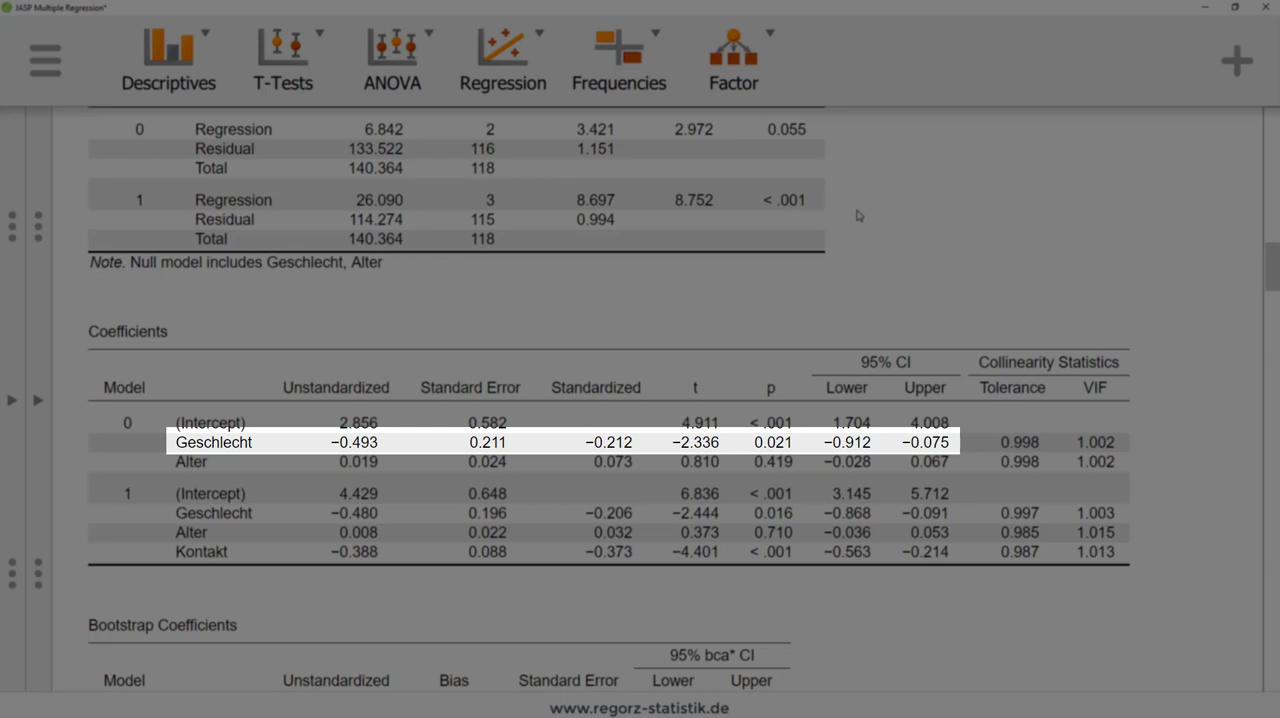 JASP Multiple Regression*
Descriptives T-Tests ANOVA Regression Frequencies Factor
0 Regression 6.842 2 3.421 2.972 0.055
Residual 133.522 116 1.151
Total 140.364 118
1 Regression 26.090 3 8.697 8.752 < .001
Residual 114.274 115 0.994
Total 140.364 118
Note. Null model includes Geschlecht, Alter
Coefficients
95% CI Collinearity Statistics
Model Unstandardized Standard Error Standardized t p Lower Upper Tolerance VIF
0 (Intercept) 2.856 0.582 4.911 < .001 1.704 4.008
Geschlecht −0.493 0.211 −0.212 −2.336 0.021 −0.912 −0.075 0.998 1.002
Alter 0.019 0.024 0.073 0.810 0.419 −0.028 0.067 0.998 1.002
1 (Intercept) 4.429 0.648 6.836 < .001 3.145 5.712
Geschlecht −0.480 0.196 −0.206 −2.444 0.016 −0.868 −0.091 0.997 1.003
Alter 0.008 0.022 0.032 0.373 0.710 −0.036 0.053 0.985 1.015
Kontakt −0.388 0.088 −0.373 −4.401 < .001 −0.563 −0.214 0.987 1.013
Bootstrap Coefficients
95% bca* CI
Model Unstandardized Bias Standard Error Lower Upper
www.regorz-statistik.de